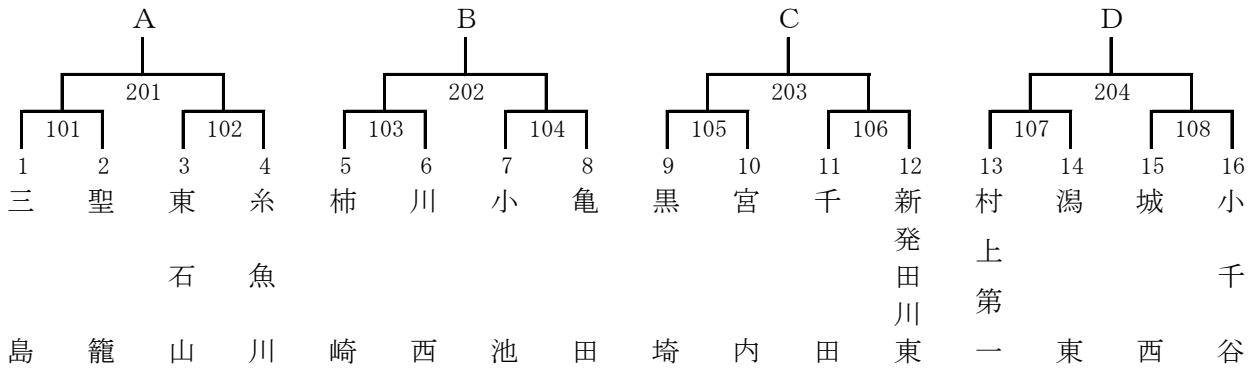 A B C D
201 202 203 204
101 102 103 104 105 106 107 108
1 2 3 4 5 6 7 8 9 10 11 12 13 14 15 16
三島
聖籠
東石山
糸魚川
柿崎
川西
小池
亀田
黒埼
宮内
千田
新発田川東
村上第一
潟東
城西
小千谷